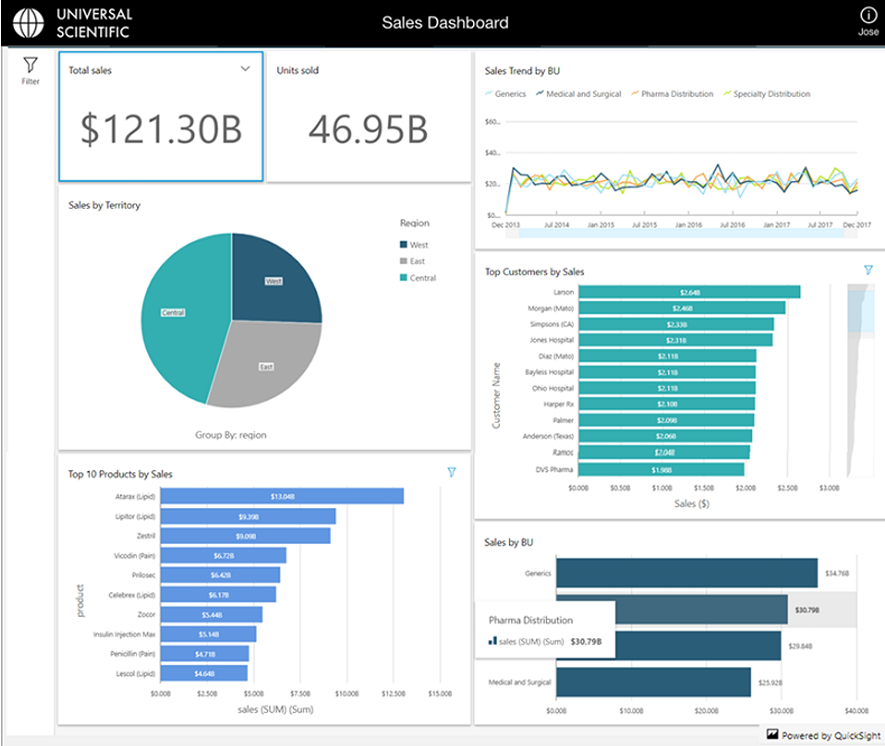 UNIVERSAL
SCIENTIFIC
Sales Dashboard
Jose
Filter
Total sales
$121.30B
Units sold
46.95B
Sales by Territory
Region
West
East
Central
West
Central
East
Group By: region
Top 10 Products by Sales
product
Atarax (Lipid) $13.04B
Lipitor (Lipid) $9.39B
Zestril $9.09B
Vicodin (Pain) $6.72B
Prilosec $6.42B
Celebrex (Lipid) $6.17B
Zocor $5.44B
Insulin Injection Max $5.14B
Penicillin (Pain) $4.71B
Lescol (Lipid) $4.64B
$0.00B $2.50B $5.00B $7.50B $10.00B $12.50B $15.00B
sales (SUM) (Sum)
Sales Trend by BU
Generics Medical and Surgical Pharma Distribution Specialty Distribution
$60...
$40...
$20...
$0...
Dec 2013 Jul 2014 Jan 2015 Jul 2015 Jan 2016 Jul 2016 Jan 2017 Jul 2017 Dec 2017
Top Customers by Sales
Customer Name
Larson $2.64B
Morgan (Mato) $2.46B
Simpsons (CA) $2.33B
Jones Hospital $2.31B
Diaz (Mato) $2.11B
Bayless Hospital $2.11B
Ohio Hospital $2.11B
Harper Rx $2.10B
Palmer $2.09B
Anderson (Texas) $2.06B
Ramos $2.04B
DVS Pharma $1.98B
$0.00B $0.50B $1.00B $1.50B $2.00B $2.50B $3.00B
Sales ($)
Sales by BU
Generics $34.76B
$30.79B
Pharma Distribution
sales (SUM) (Sum) $30.79B
$29.84B
Medical and Surgical $25.92B
$0.00B $10.00B $20.00B $30.00B $40.00B
Powered by QuickSight